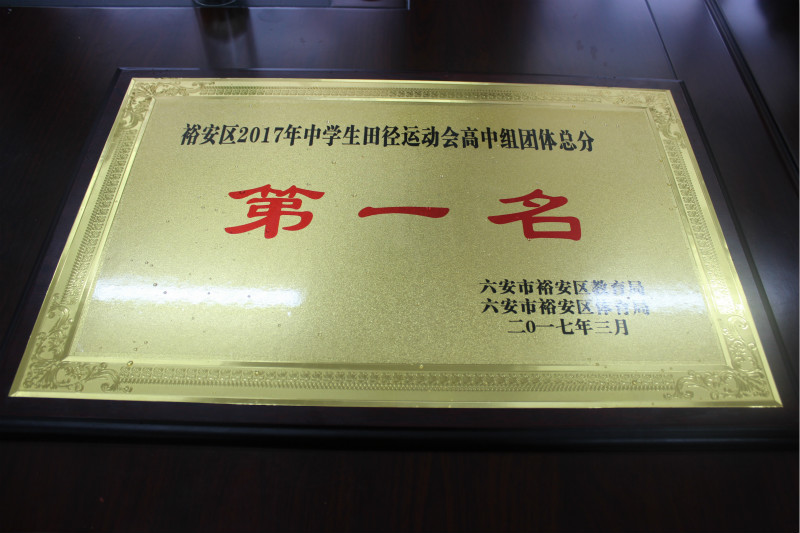 裕安区2017年中学生田径运动会高中组团体总分
第一名
六安市裕安区教育局
六安市裕安区体育局
二0一七年三月